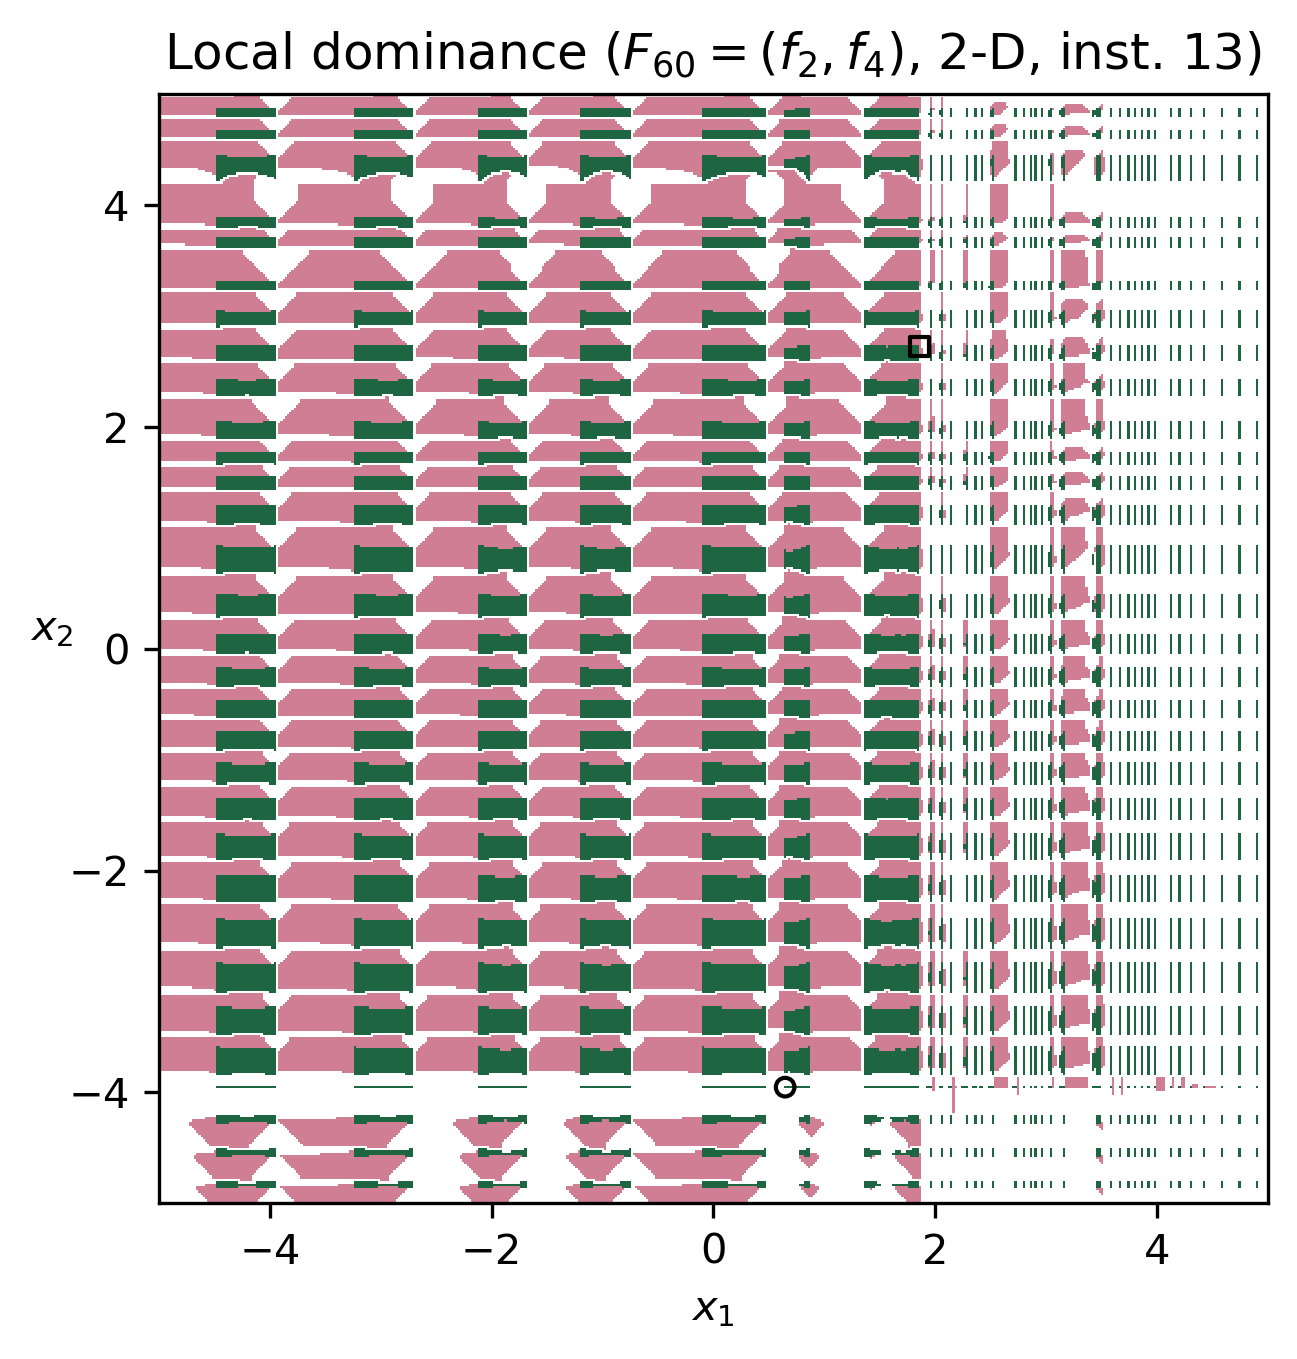 Local dominance (F₆₀ = (f₂, f₄), 2-D, inst. 13)
4
2
0
−2
−4
x₂
−4 −2 0 2 4
x₁